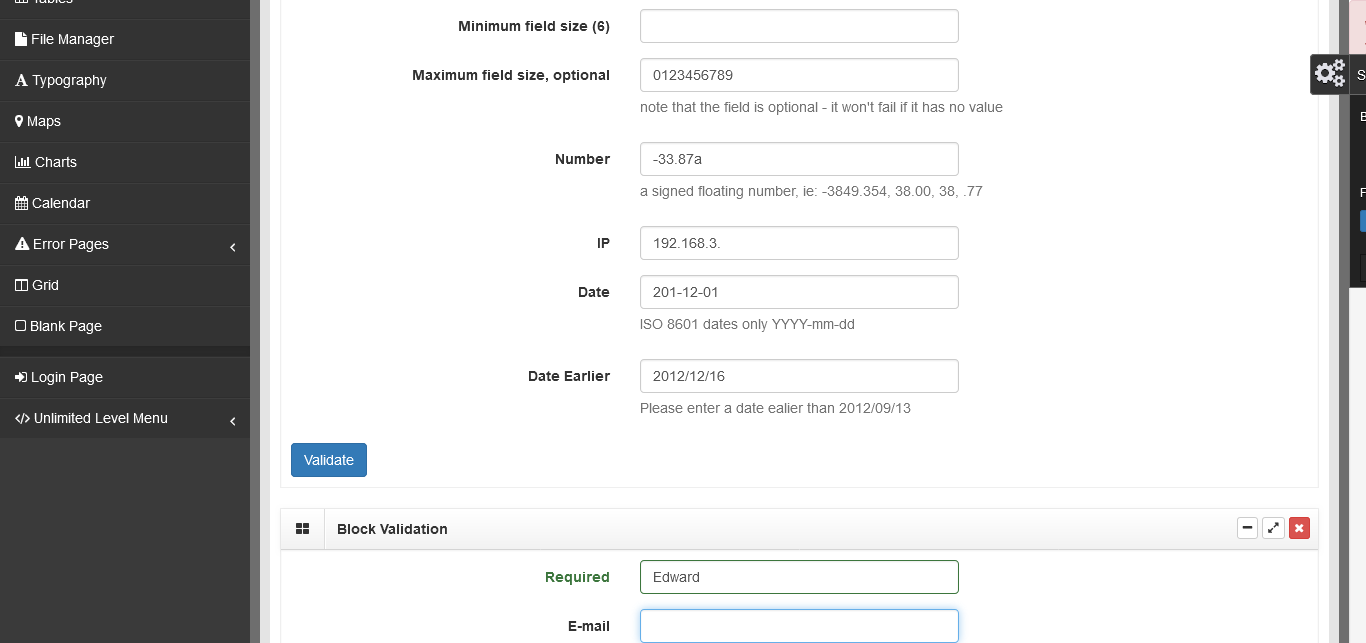 Tables
File Manager
Typography
Maps
Charts
Calendar
Error Pages
Grid
Blank Page
Login Page
Unlimited Level Menu
Minimum field size (6)
Maximum field size, optional
0123456789
note that the field is optional - it won't fail if it has no value
Number
-33.87a
a signed floating number, ie: -3849.354, 38.00, 38, .77
IP
192.168.3.
Date
201-12-01
ISO 8601 dates only YYYY-mm-dd
Date Earlier
2012/12/16
Please enter a date ealier than 2012/09/13
Validate
Block Validation
Required
Edward
E-mail